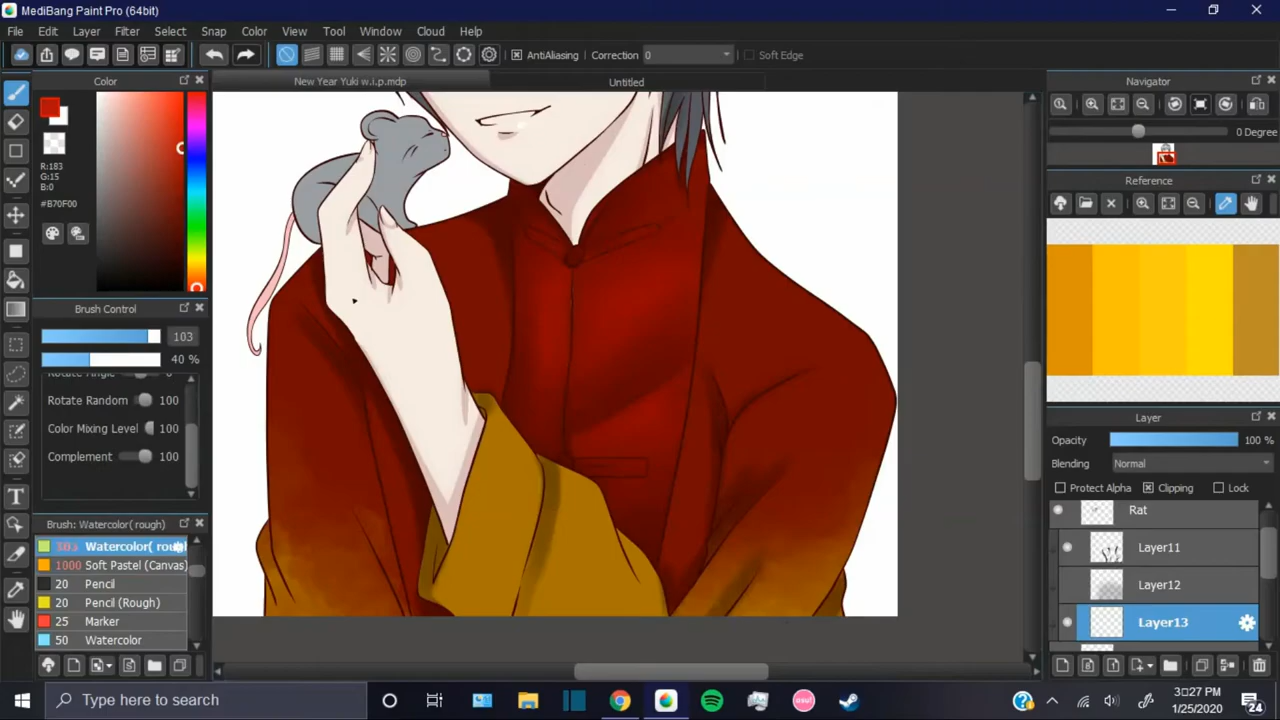 MediBang Paint Pro (64bit)
File Edit Layer Filter Select Snap Color View Tool Window Cloud Help
AntiAliasing Correction 0 Soft Edge
Color
New Year Yuki w.i.p.mdp Untitled
Navigator
0 Degree
R:183
G:15
B:0
#B70F00
Reference
Brush Control
103
40 %
Rotate Random 100
Color Mixing Level 100
Complement 100
Layer
Opacity 100 %
Blending Normal
Protect Alpha Clipping Lock
Rat
Layer11
Layer12
Layer13
Brush: Watercolor( rough)
Watercolor(
1000 Soft Pastel (Canvas)
20 Pencil
20 Pencil (Rough)
25 Marker
50 Watercolor
Type here to search
3:27 PM
1/25/2020
24